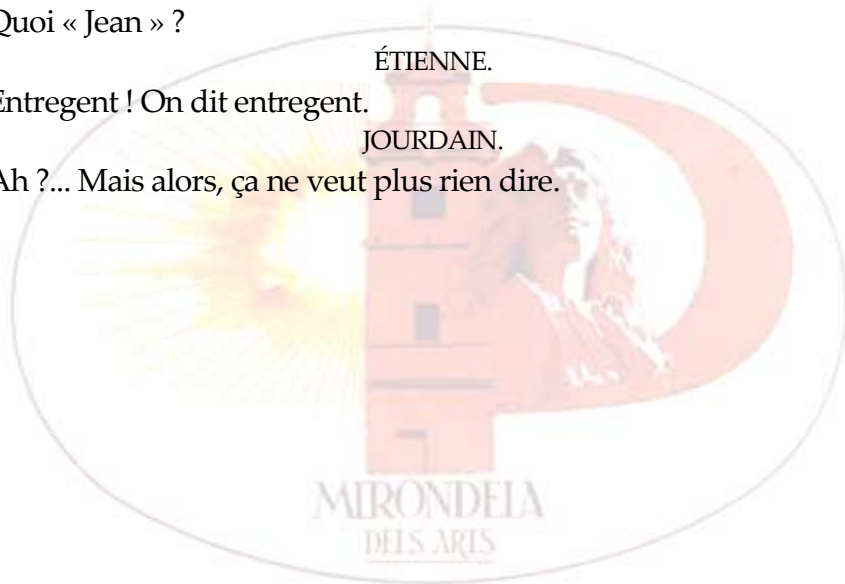 Quoi « Jean » ?
ÉTIENNE.
Entregent ! On dit entregent.
JOURDAIN.
Ah ?... Mais alors, ça ne veut plus rien dire.
MIRONDELA
DELS ARTS